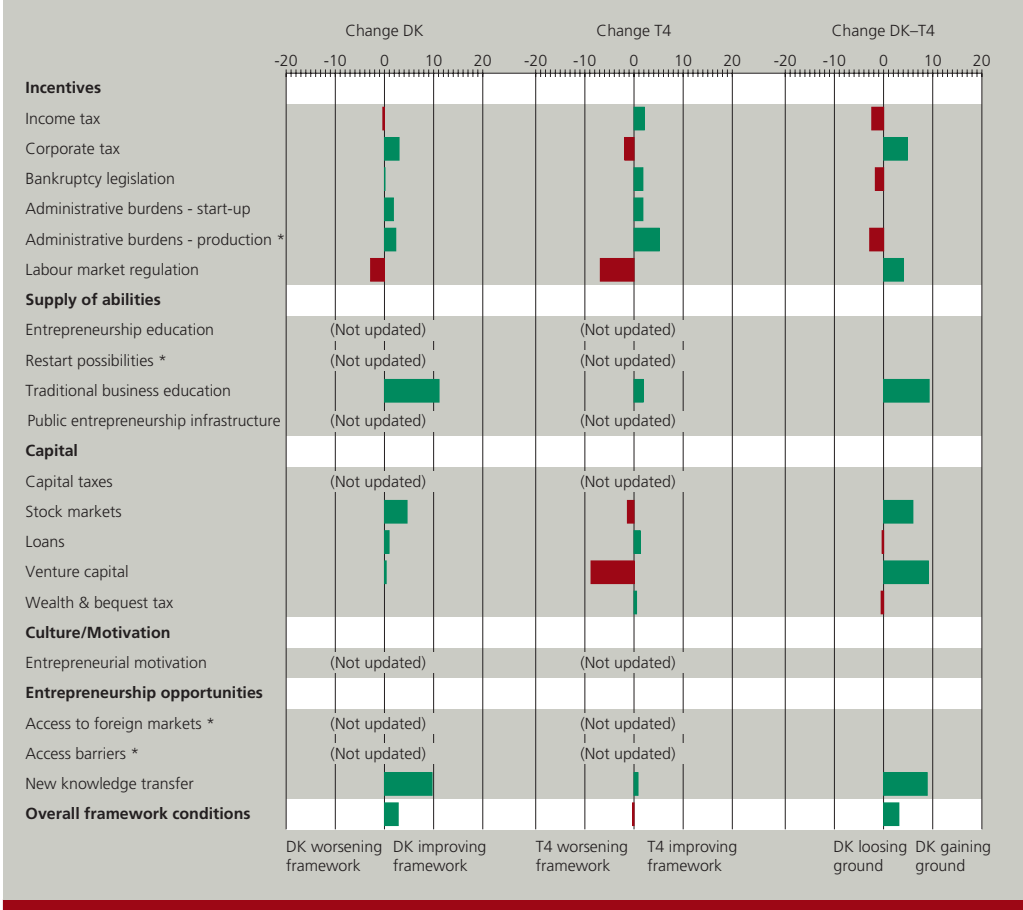 Change DK Change T4 Change DK–T4
-20 -10 0 10 20 -20 -10 0 10 20 -20 -10 0 10 20
Incentives
Income tax
Corporate tax
Bankruptcy legislation
Administrative burdens - start-up
Administrative burdens - production *
Labour market regulation
Supply of abilities
Entrepreneurship education (Not updated) (Not updated)
Restart possibilities * (Not updated) (Not updated)
Traditional business education
Public entrepreneurship infrastructure (Not updated) (Not updated)
Capital
Capital taxes (Not updated) (Not updated)
Stock markets
Loans
Venture capital
Wealth & bequest tax
Culture/Motivation
Entrepreneurial motivation (Not updated) (Not updated)
Entrepreneurship opportunities
Access to foreign markets * (Not updated) (Not updated)
Access barriers * (Not updated) (Not updated)
New knowledge transfer
Overall framework conditions
DK worsening DK improving T4 worsening T4 improving DK loosing DK gaining
framework framework framework framework ground ground